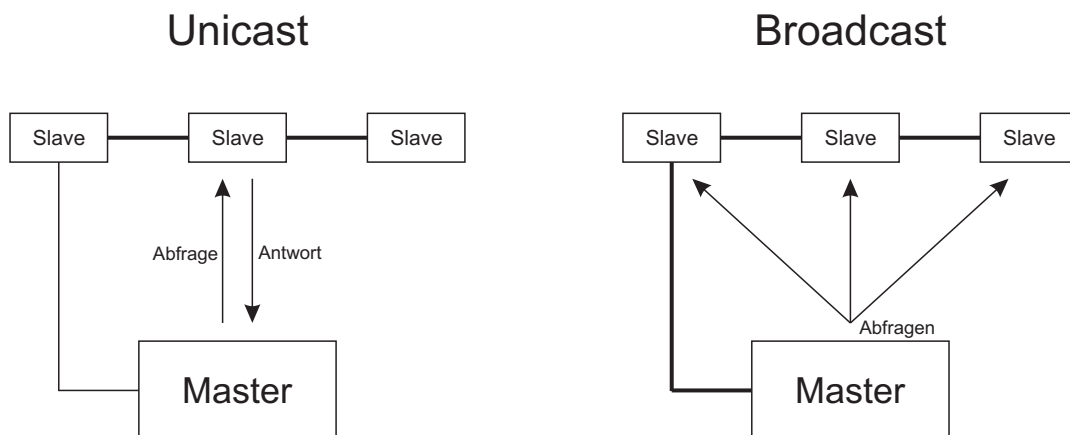 Unicast
Slave
Slave
Slave
Abfrage
Antwort
Master
Broadcast
Slave
Slave
Slave
Abfragen
Master